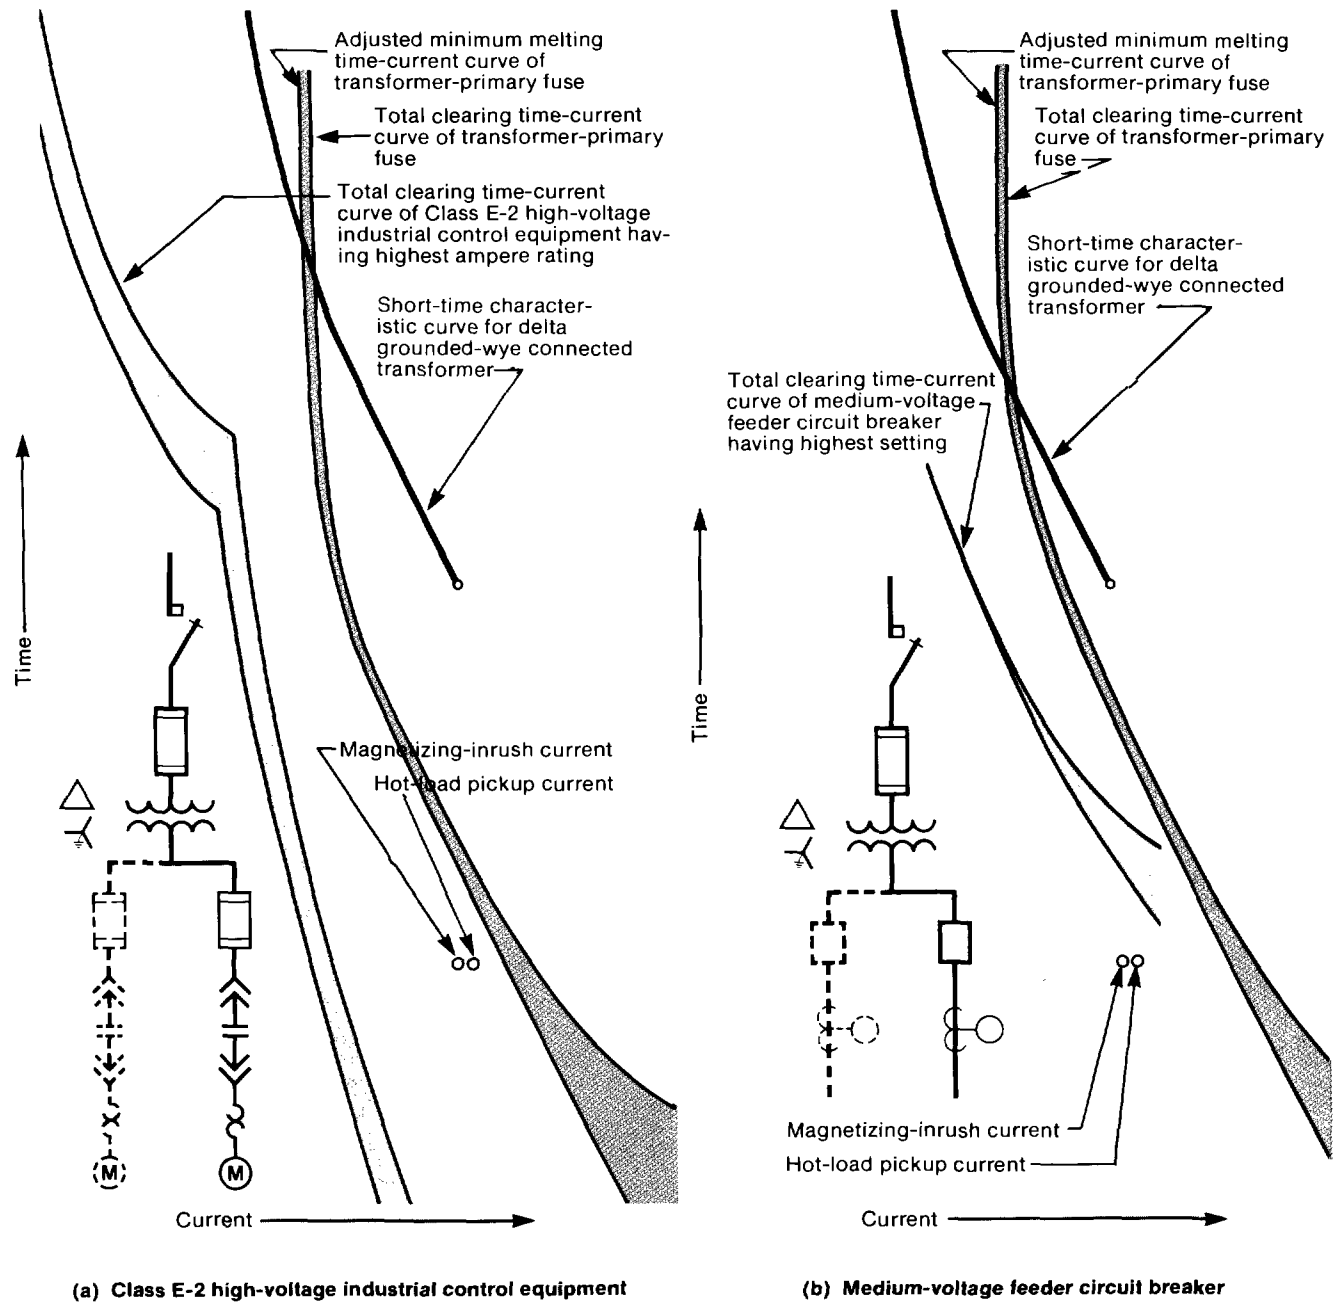 Adjusted minimum melting
time-current curve of
transformer-primary fuse
Total clearing time-current
curve of transformer-primary
fuse
Total clearing time-current
curve of Class E-2 high-voltage
industrial control equipment hav-
ing highest ampere rating
Short-time character-
istic curve for delta
grounded-wye connected
transformer
Time
Magnetizing-inrush current
Hot-load pickup current
M
M
Current
(a) Class E-2 high-voltage industrial control equipment
Adjusted minimum melting
time-current curve of
transformer-primary fuse
Total clearing time-current
curve of transformer-primary
fuse
Short-time character-
istic curve for delta
grounded-wye connected
transformer
Total clearing time-current
curve of medium-voltage
feeder circuit breaker
having highest setting
Time
Magnetizing-inrush current
Hot-load pickup current
Current
(b) Medium-voltage feeder circuit breaker